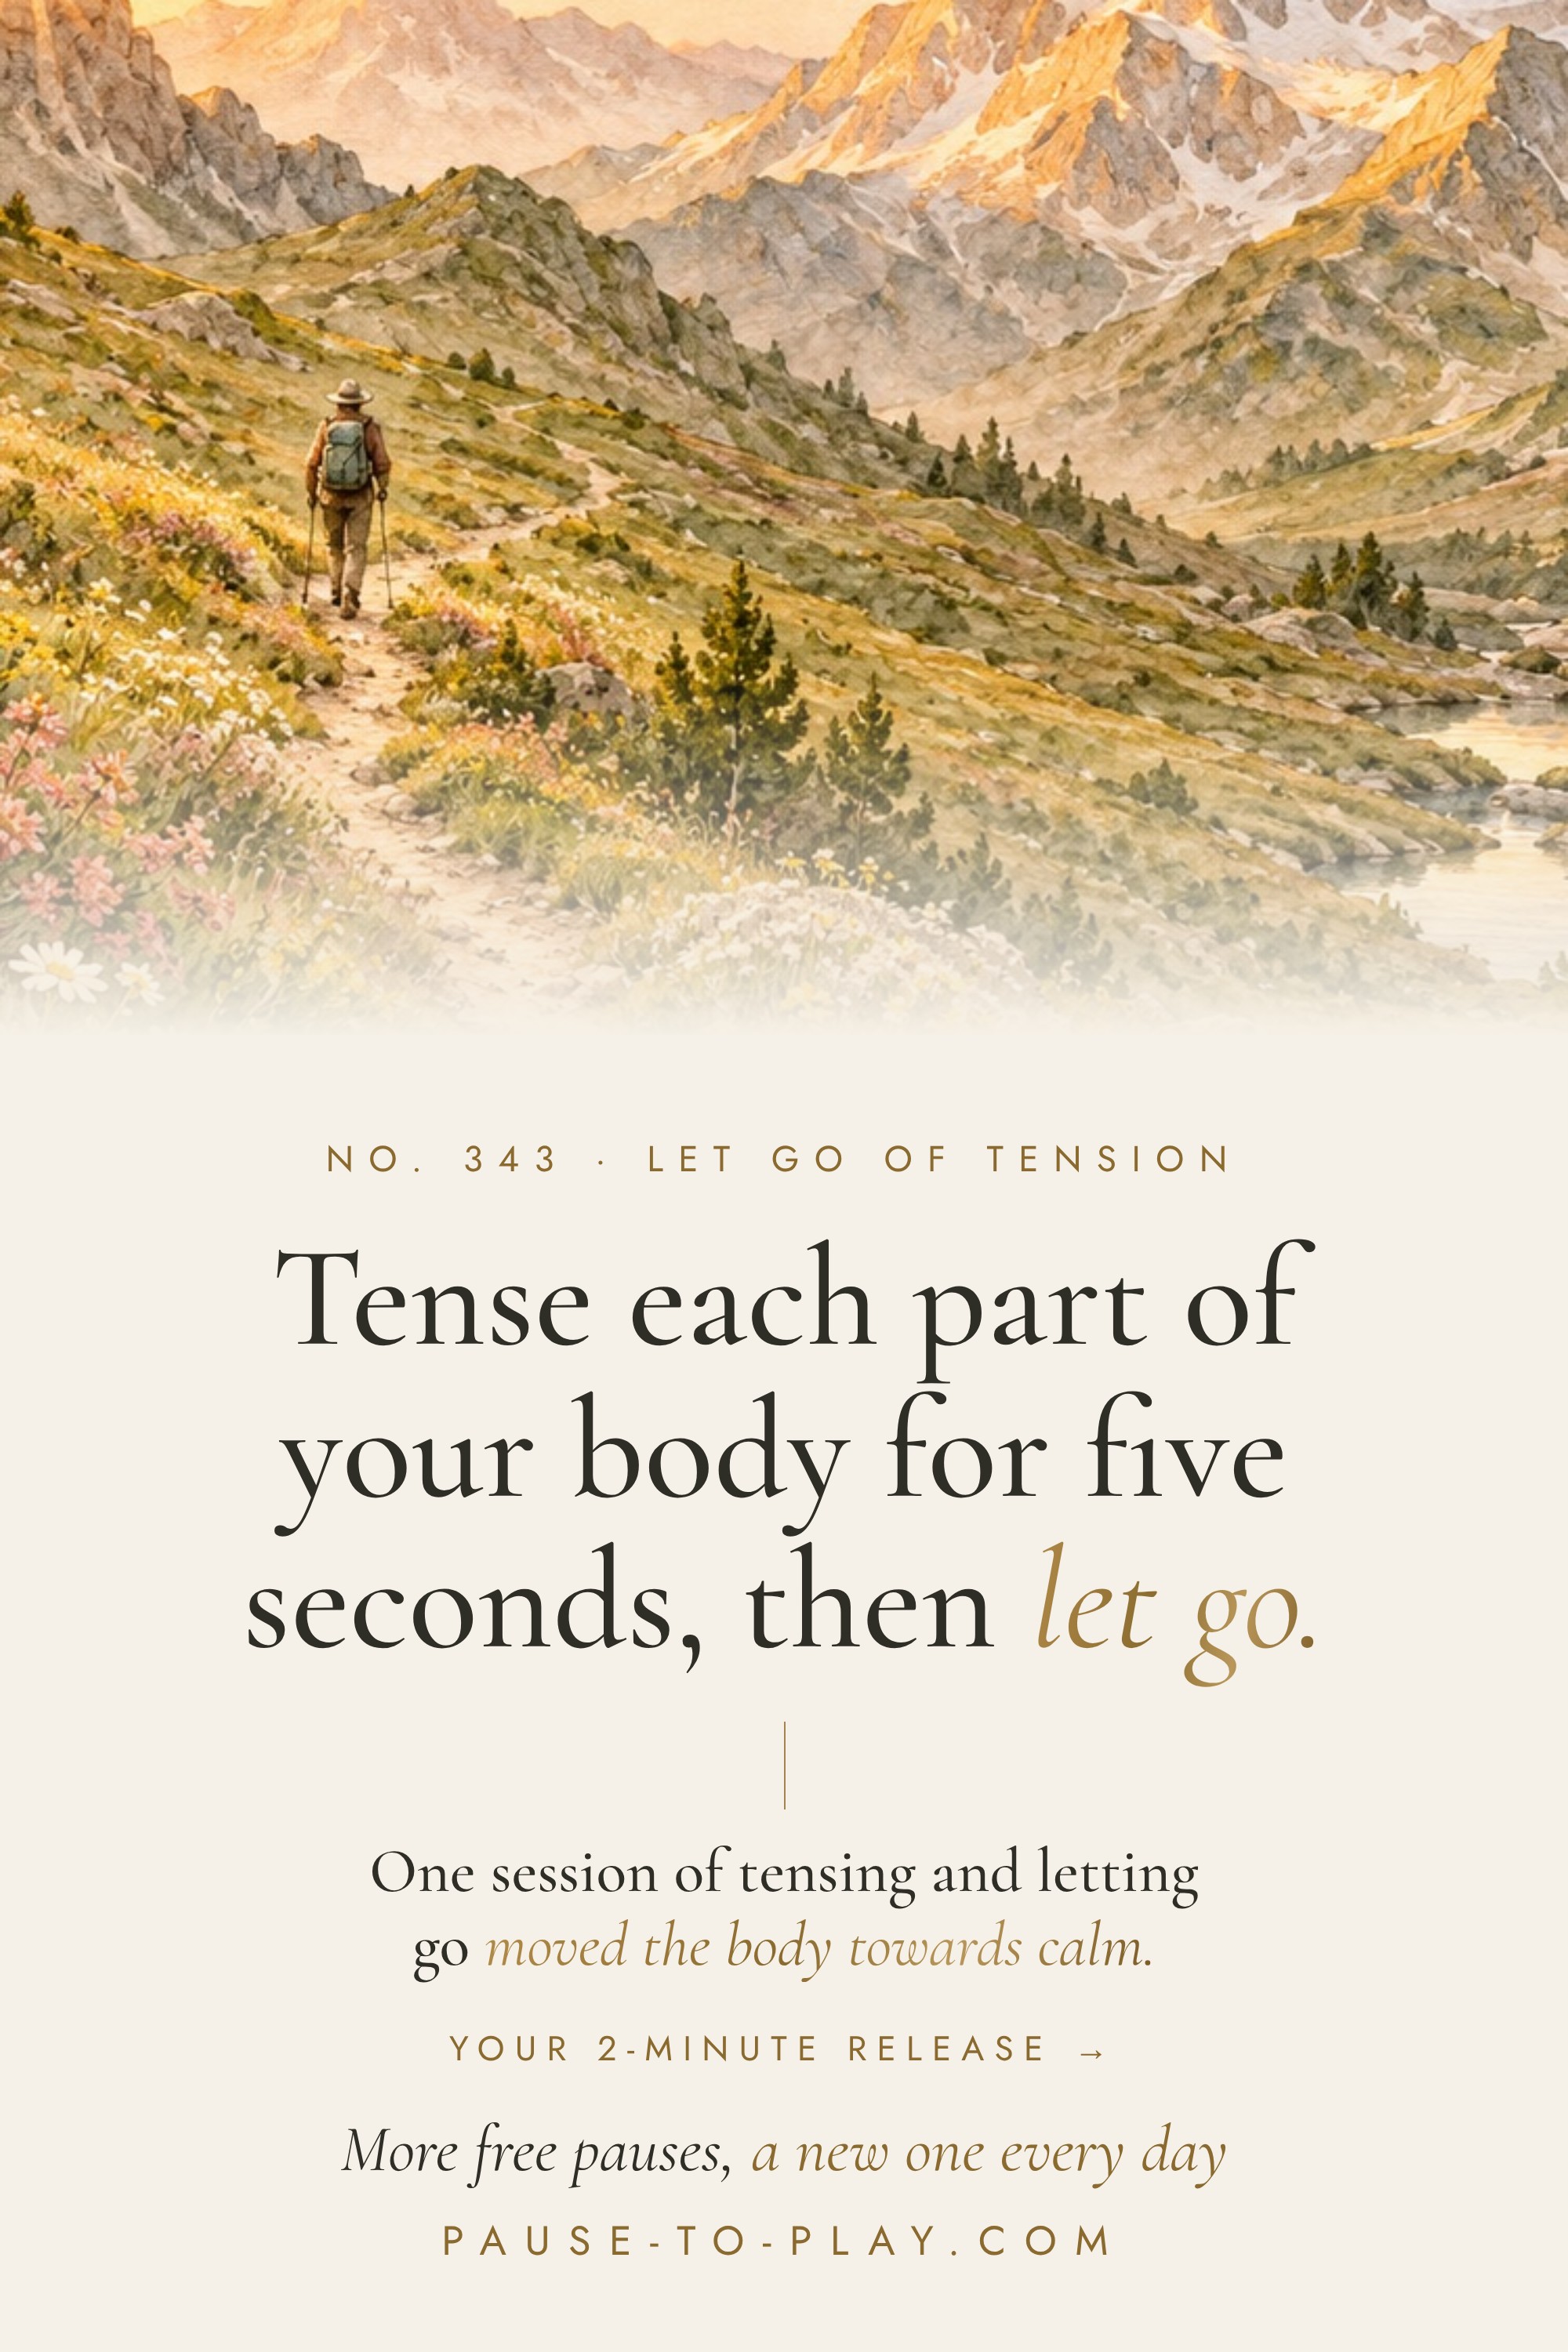 NO. 343 · LET GO OF TENSION
Tense each part of
your body for five
seconds, then let go.
One session of tensing and letting
go moved the body towards calm.
YOUR 2-MINUTE RELEASE →
More free pauses, a new one every day
PAUSE-TO-PLAY.COM